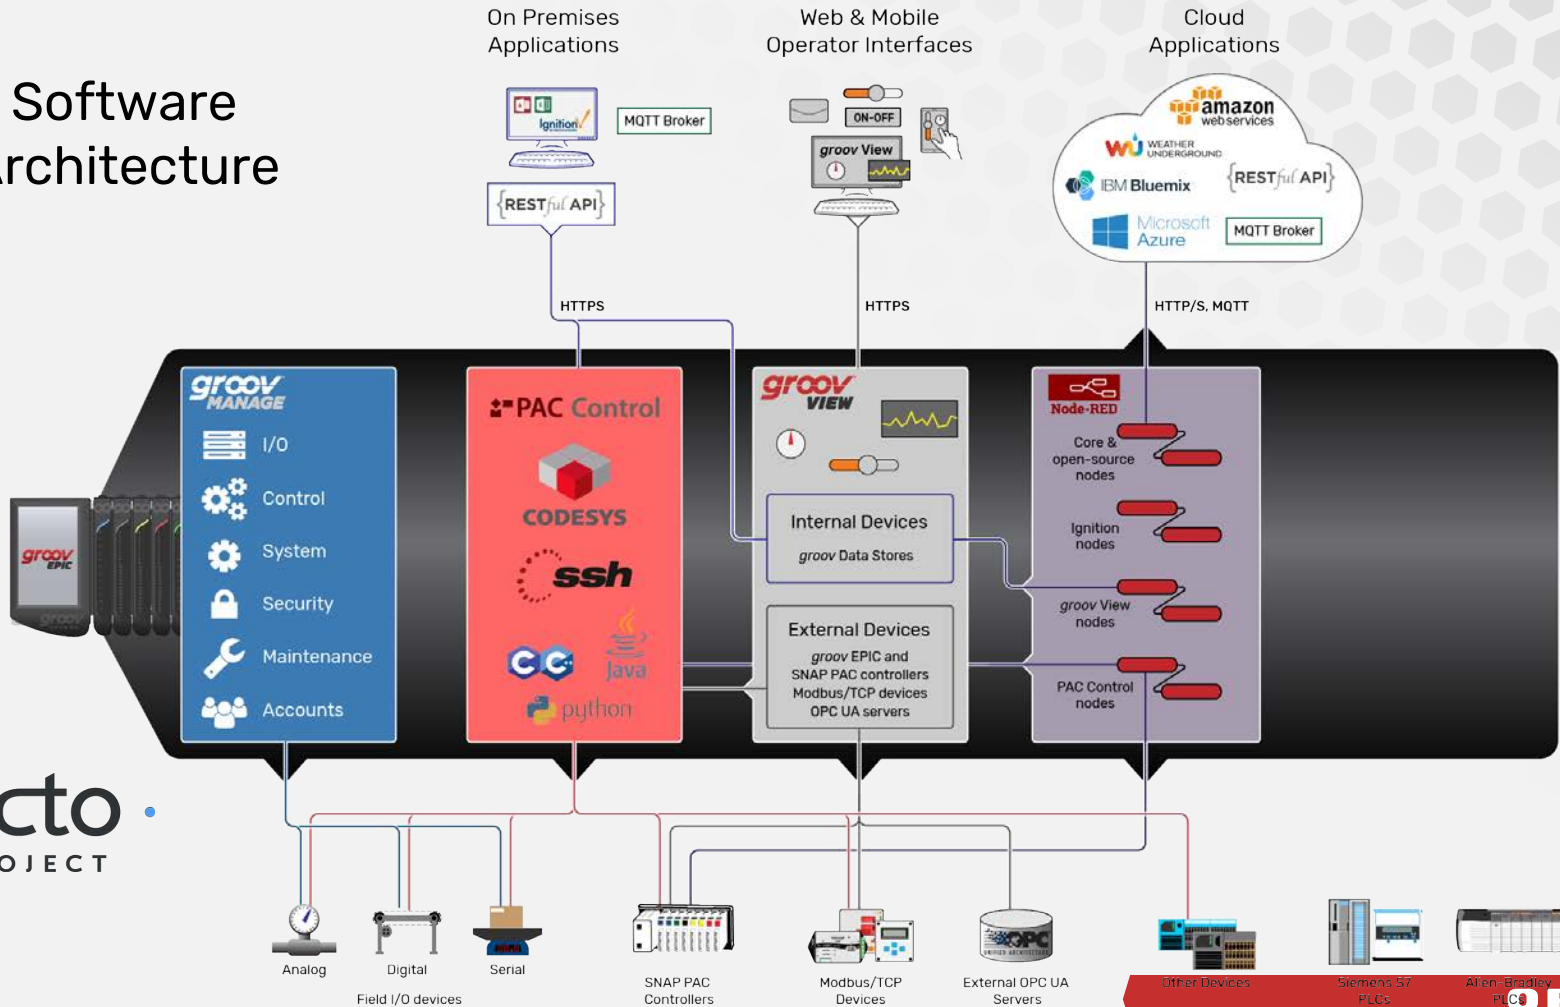 Software
Architecture
On Premises
Applications
Web & Mobile
Operator Interfaces
Cloud
Applications
Ignition
MQTT Broker
{RESTful API}
ON-OFF
groov View
amazon
webservices
WEATHER
UNDERGROUND
IBM Bluemix
{RESTful API}
Microsoft
Azure
MQTT Broker
HTTPS
HTTPS
HTTP/S, MQTT
groov
EPIC
groov
MANAGE
I/O
Control
System
Security
Maintenance
Accounts
PAC Control
CODESYS
ssh
C C++
Java
python
groov
VIEW
Internal Devices
groov Data Stores
External Devices
groov EPIC and
SNAP PAC controllers
Modbus/TCP devices
OPC UA servers
Node-RED
Core &
open-source
nodes
Ignition
nodes
groov View
nodes
PAC Control
nodes
cto
OJECT
Analog
Digital
Serial
Field I/O devices
SNAP PAC
Controllers
Modbus/TCP
Devices
OPC
UNIFIED ARCHITECTURE
External OPC UA
Servers
Other Devices
Siemens S7
PLCs
Allen-Bradley
PLCs